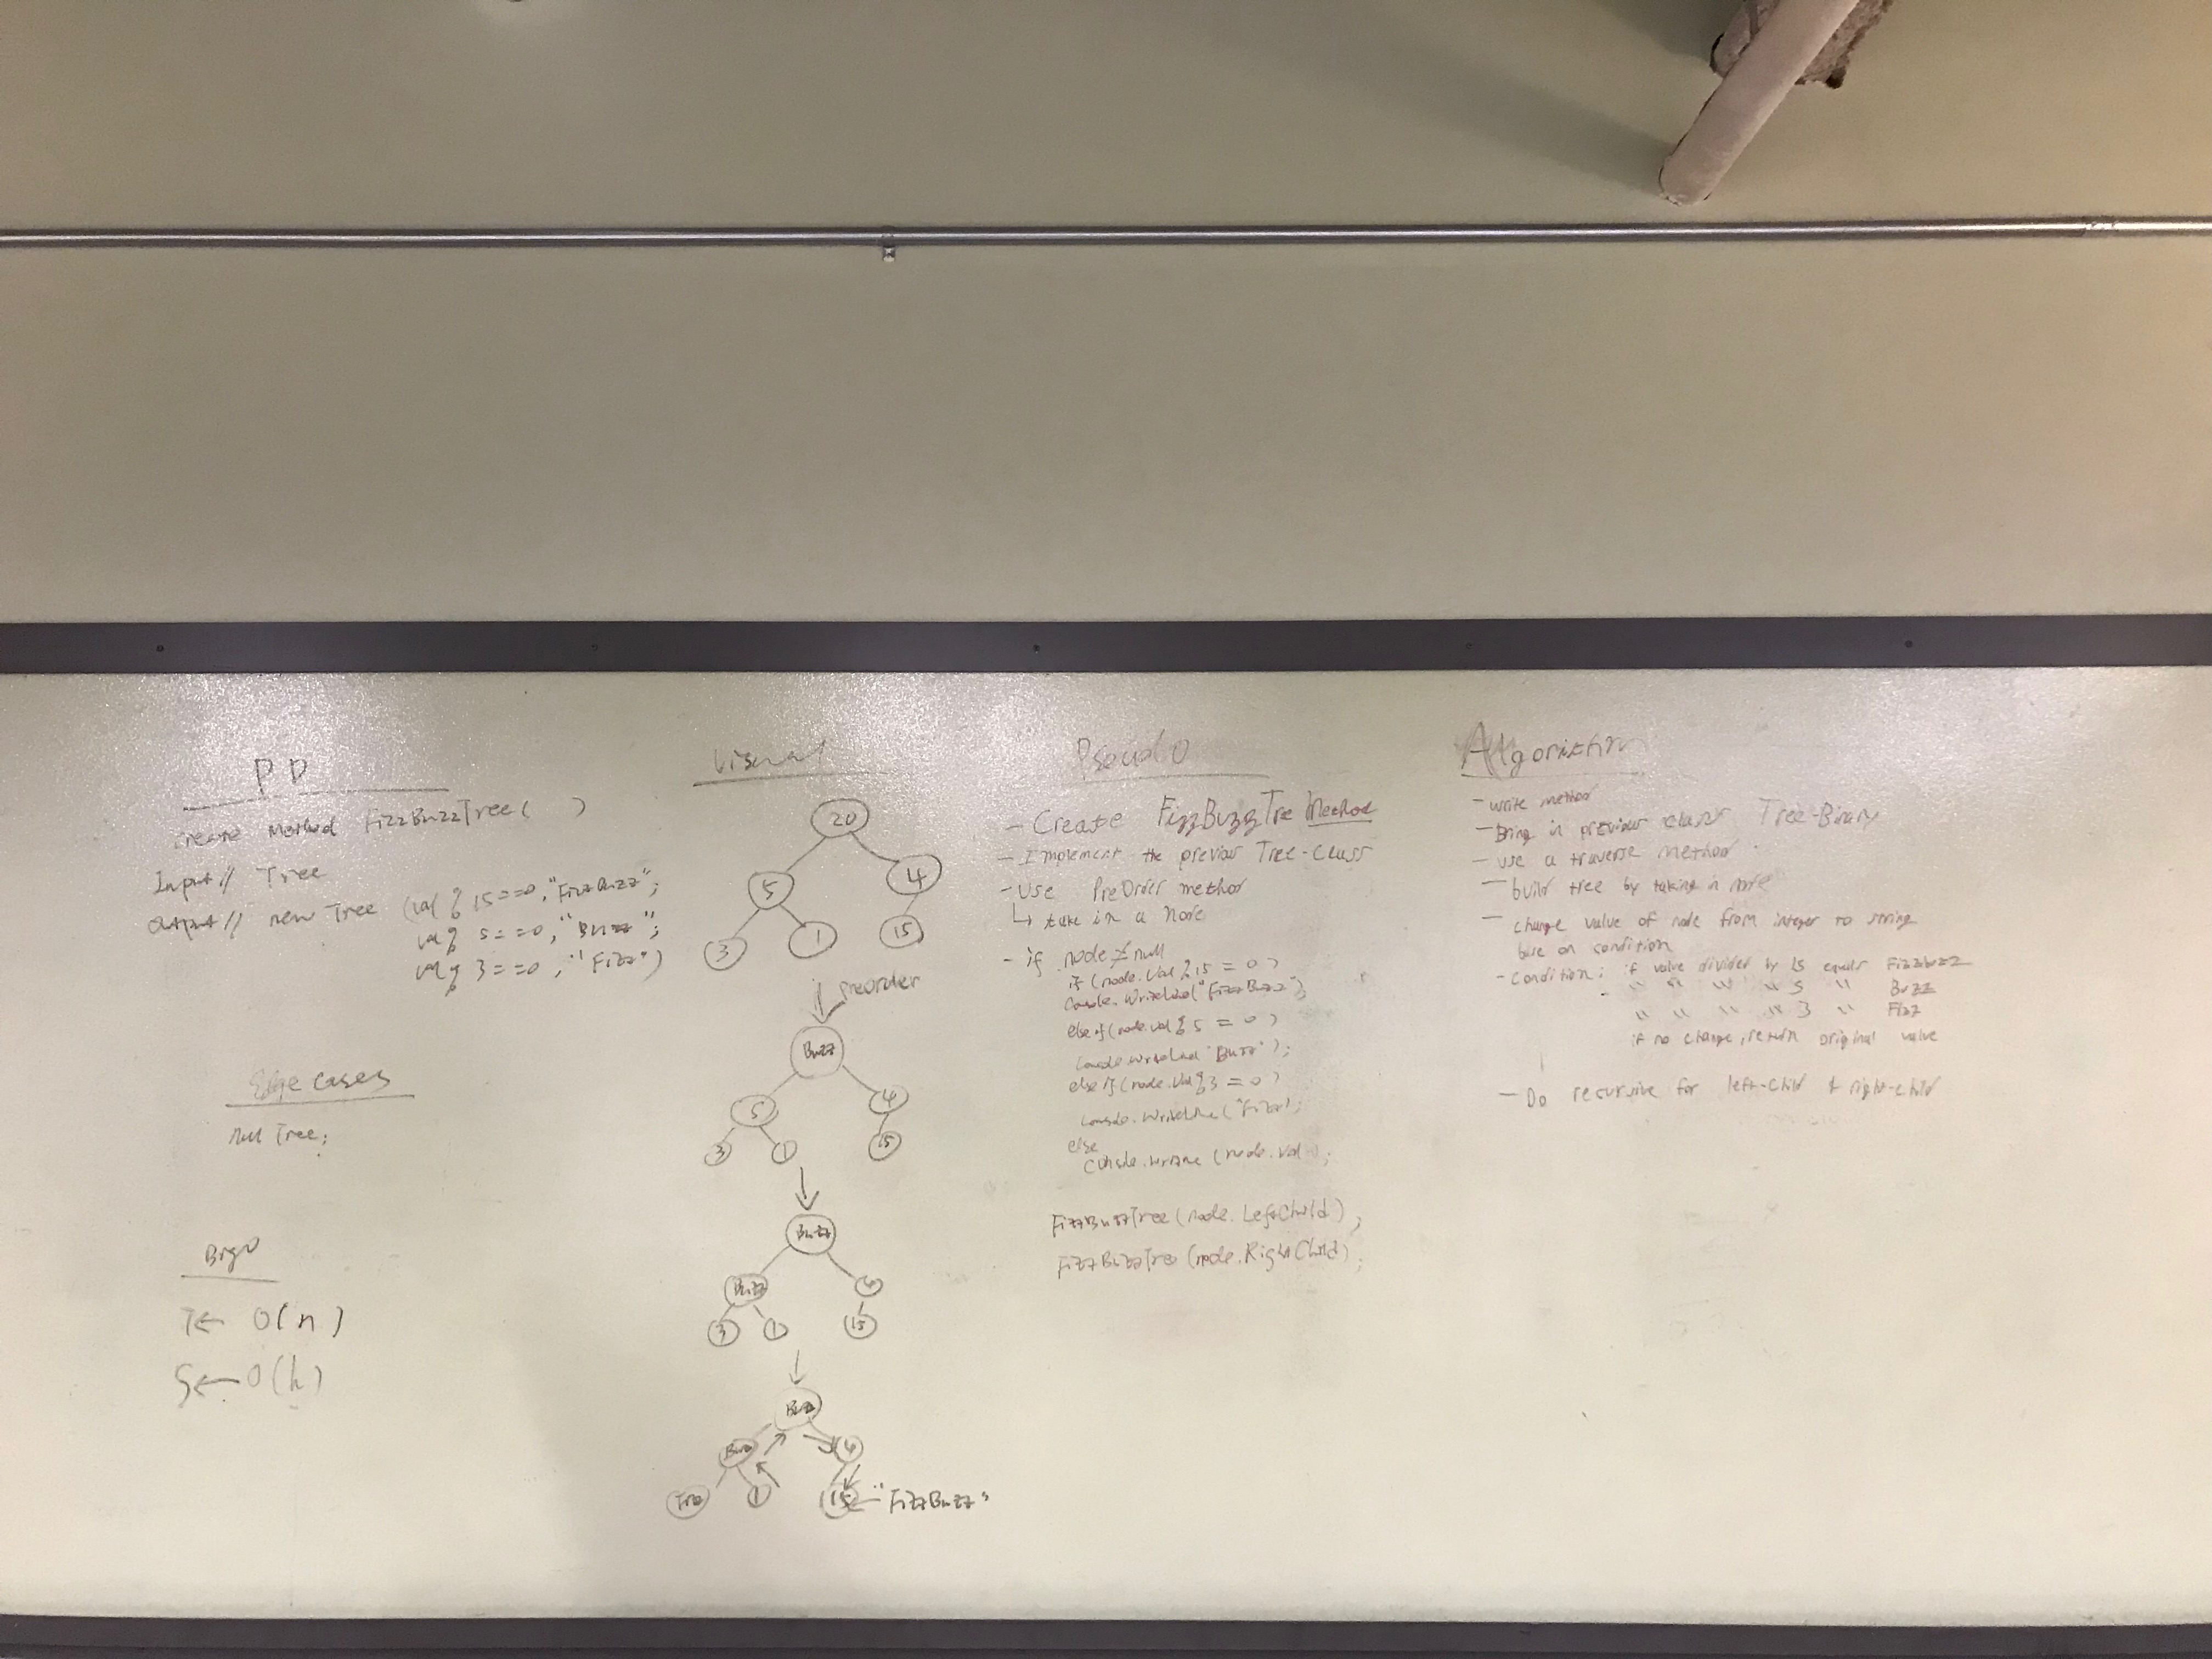 PD
Create Method FizzBuzzTree( )
Input// Tree
Output// new Tree (val % 15==0, "FizzBuzz";
val % 5==0, "Buzz";
val % 3==0, "Fizz")
Edge cases
null Tree;
BigO
T← O(n)
S← O(h)
Visual
20
5 4
3 1 15
Preorder
Buzz
5 4
3 1 15
Buzz
Buzz 4
3 1 15
Buzz
Buzz 4
Fizz 1 15 ← "FizzBuzz"
Pseudo
- Create FizzBuzzTree Method
- Implement the previous Tree-Class
- Use PreOrder method
↳ take in a Node
- if node ≠ null
if (node.Val % 15 = 0)
"FizzBuzz");
else if (node.val % 5 = 0)
"Buzz");
else if (node.Val % 3 = 0)
Console.WriteLine("Fizz");
else
(node.Val);
FizzBuzzTree (node.LeftChild);
FizzBuzzTree (node.RightChild);
Algorithm
- write method
- Bring in previous class Tree-Binary
- use a traverse method
- build tree by taking in node
- change value of node from integer to string
on condition
- Condition: if value divided by 15 equals FizzBuzz
" " " " 5 " Buzz
" " " " 3 " Fizz
if no change, return original value
- Do recursive for left-child & right-child